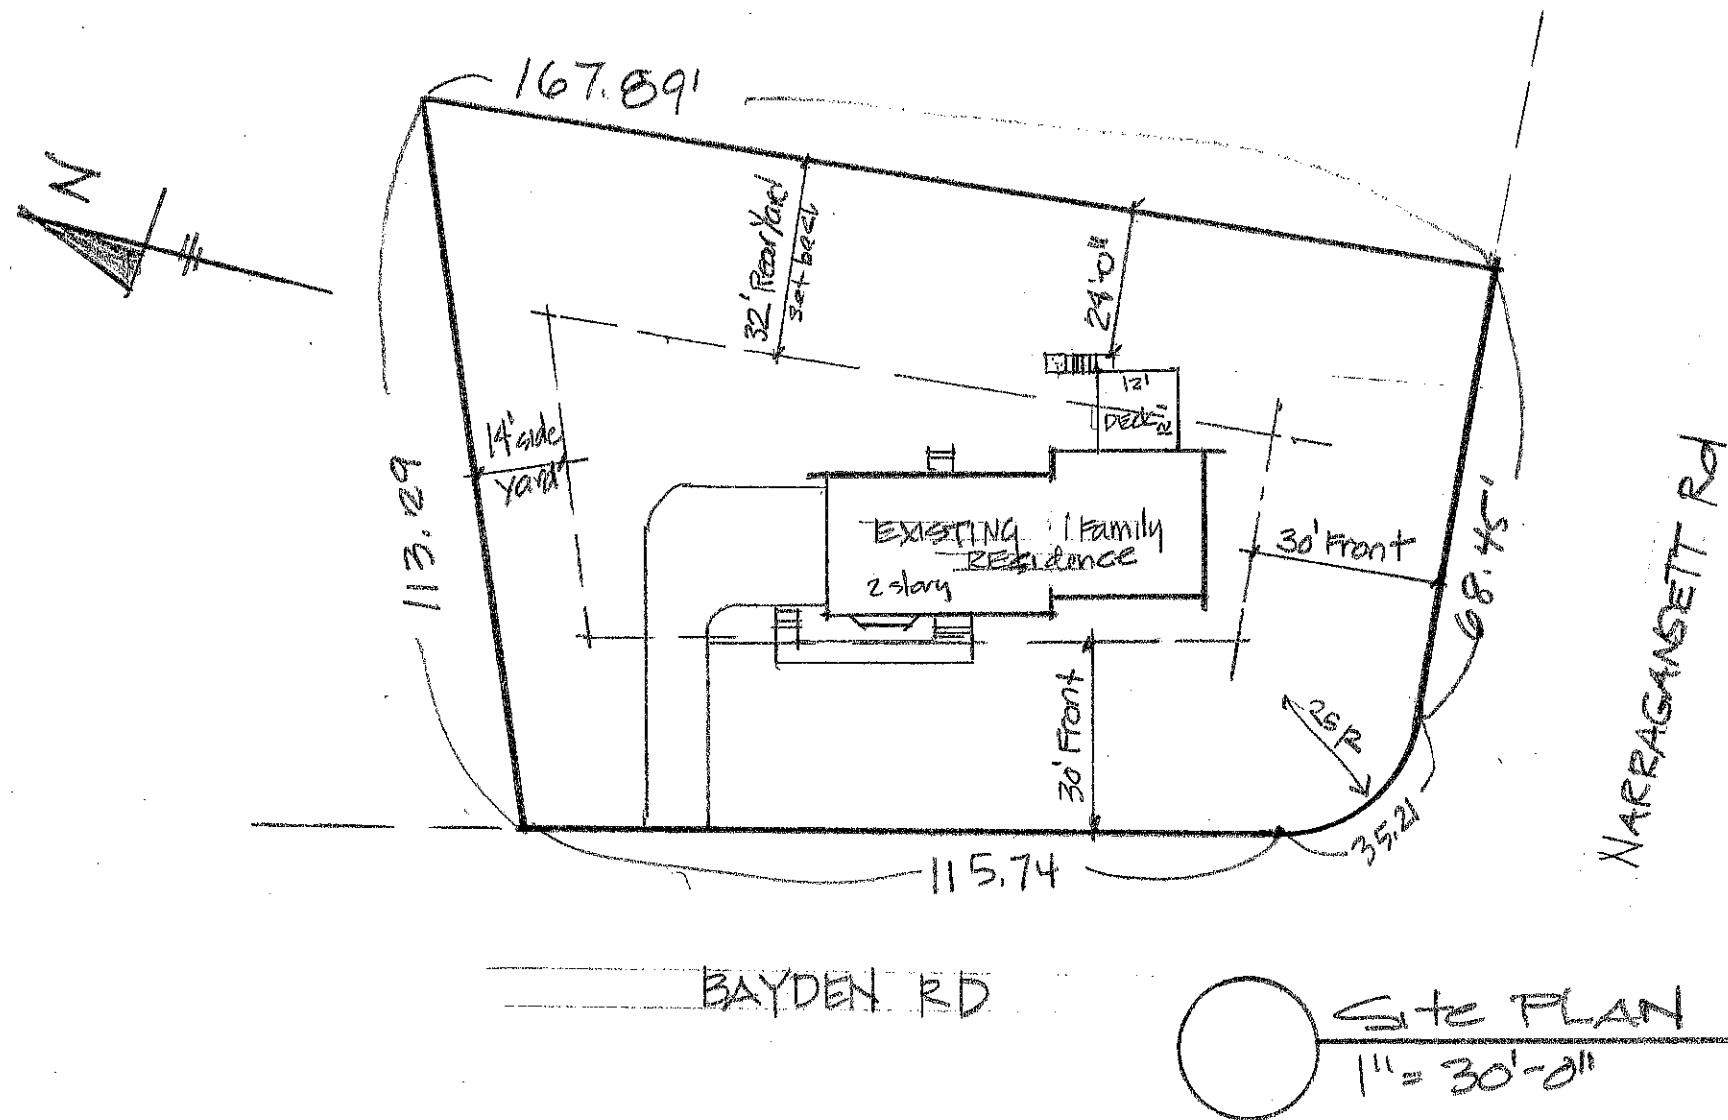 167.89'
N
32' Rear Yard
set back
24'-0"
12'
DECK
12'
14' side
yard
113.29
EXISTING 1 Family
RESidence
2 story
30' Front
68.45'
NARRAGANSETT Rd
30' Front
25 R
35.21
115.74
BAYDEN RD
Site PLAN
1" = 30'-0"